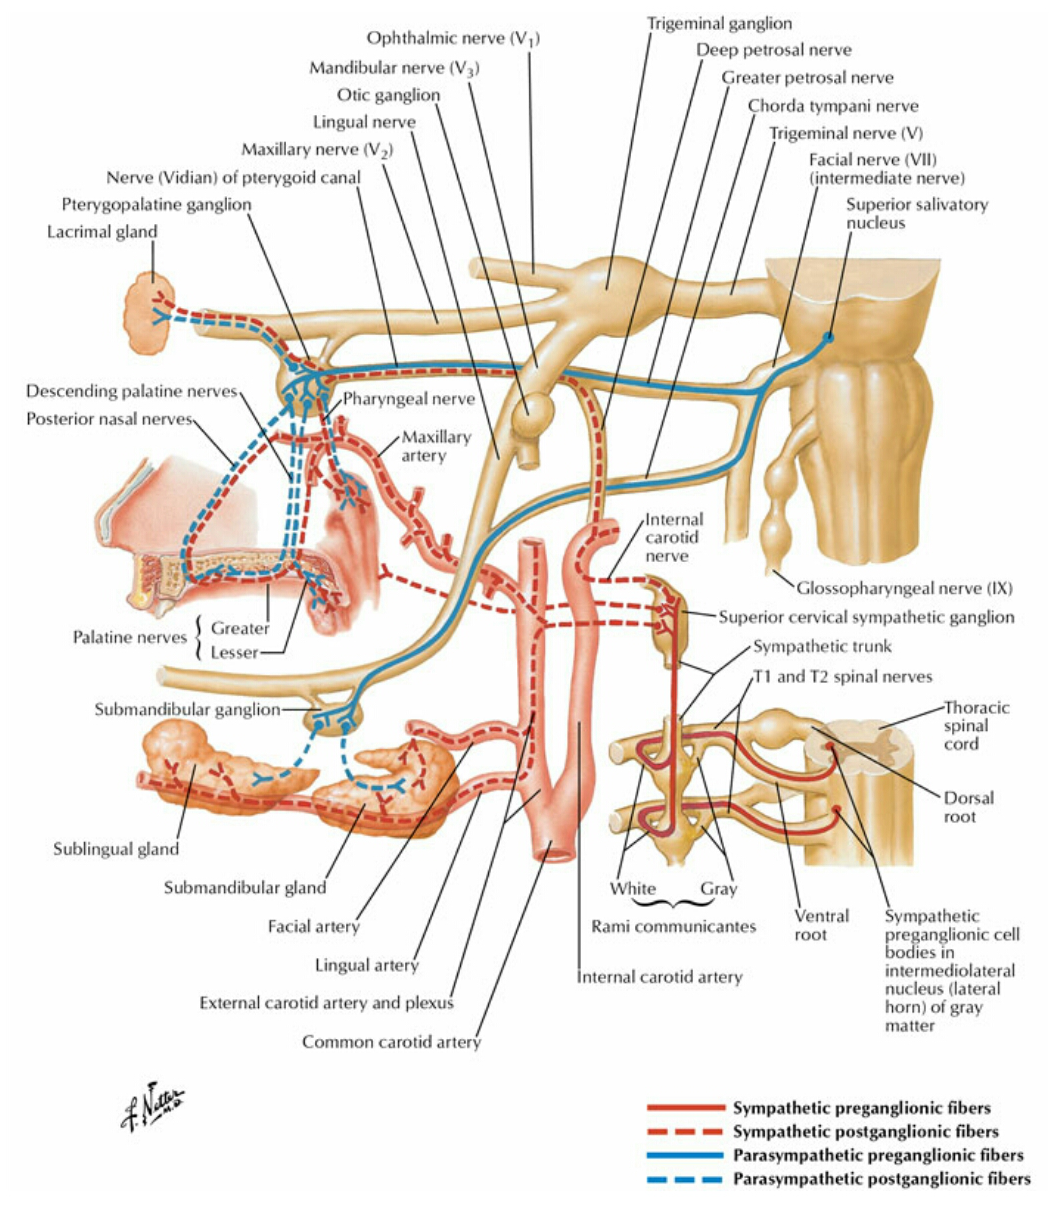 Trigeminal ganglion
Ophthalmic nerve (V1)
Deep petrosal nerve
Mandibular nerve (V3)
Greater petrosal nerve
Otic ganglion
Chorda tympani nerve
Lingual nerve
Trigeminal nerve (V)
Maxillary nerve (V2)
Facial nerve (VII)
(intermediate nerve)
Nerve (Vidian) of pterygoid canal
Pterygopalatine ganglion
Superior salivatory
nucleus
Lacrimal gland
Descending palatine nerves
Pharyngeal nerve
Posterior nasal nerves
Maxillary
artery
Internal
carotid
nerve
Glossopharyngeal nerve (IX)
Superior cervical sympathetic ganglion
Palatine nerves { Greater
Lesser
Sympathetic trunk
T1 and T2 spinal nerves
Submandibular ganglion
Thoracic
spinal
cord
Dorsal
root
Sublingual gland
Submandibular gland
White
Gray
Rami communicantes
Ventral
root
Sympathetic
preganglionic cell
bodies in
intermediolateral
nucleus (lateral
horn) of gray
matter
Facial artery
Lingual artery
Internal carotid artery
External carotid artery and plexus
Common carotid artery
F. Netter
M.D.
Sympathetic preganglionic fibers
Sympathetic postganglionic fibers
Parasympathetic preganglionic fibers
Parasympathetic postganglionic fibers